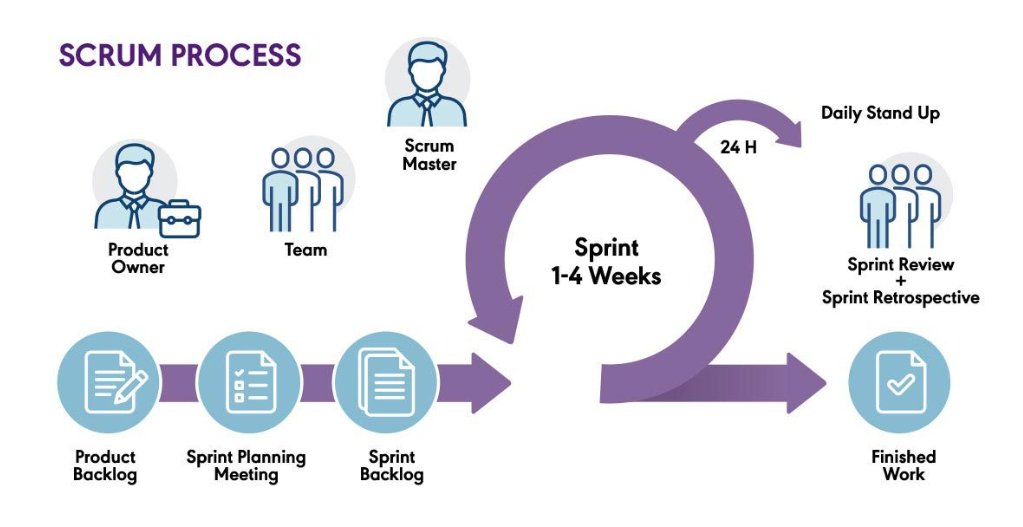 SCRUM PROCESS
Scrum
Master
Product
Owner
Team
24 H
Daily Stand Up
Sprint
1-4 Weeks
Sprint Review
+
Sprint Retrospective
Product
Backlog
Sprint Planning
Meeting
Sprint
Backlog
Finished
Work